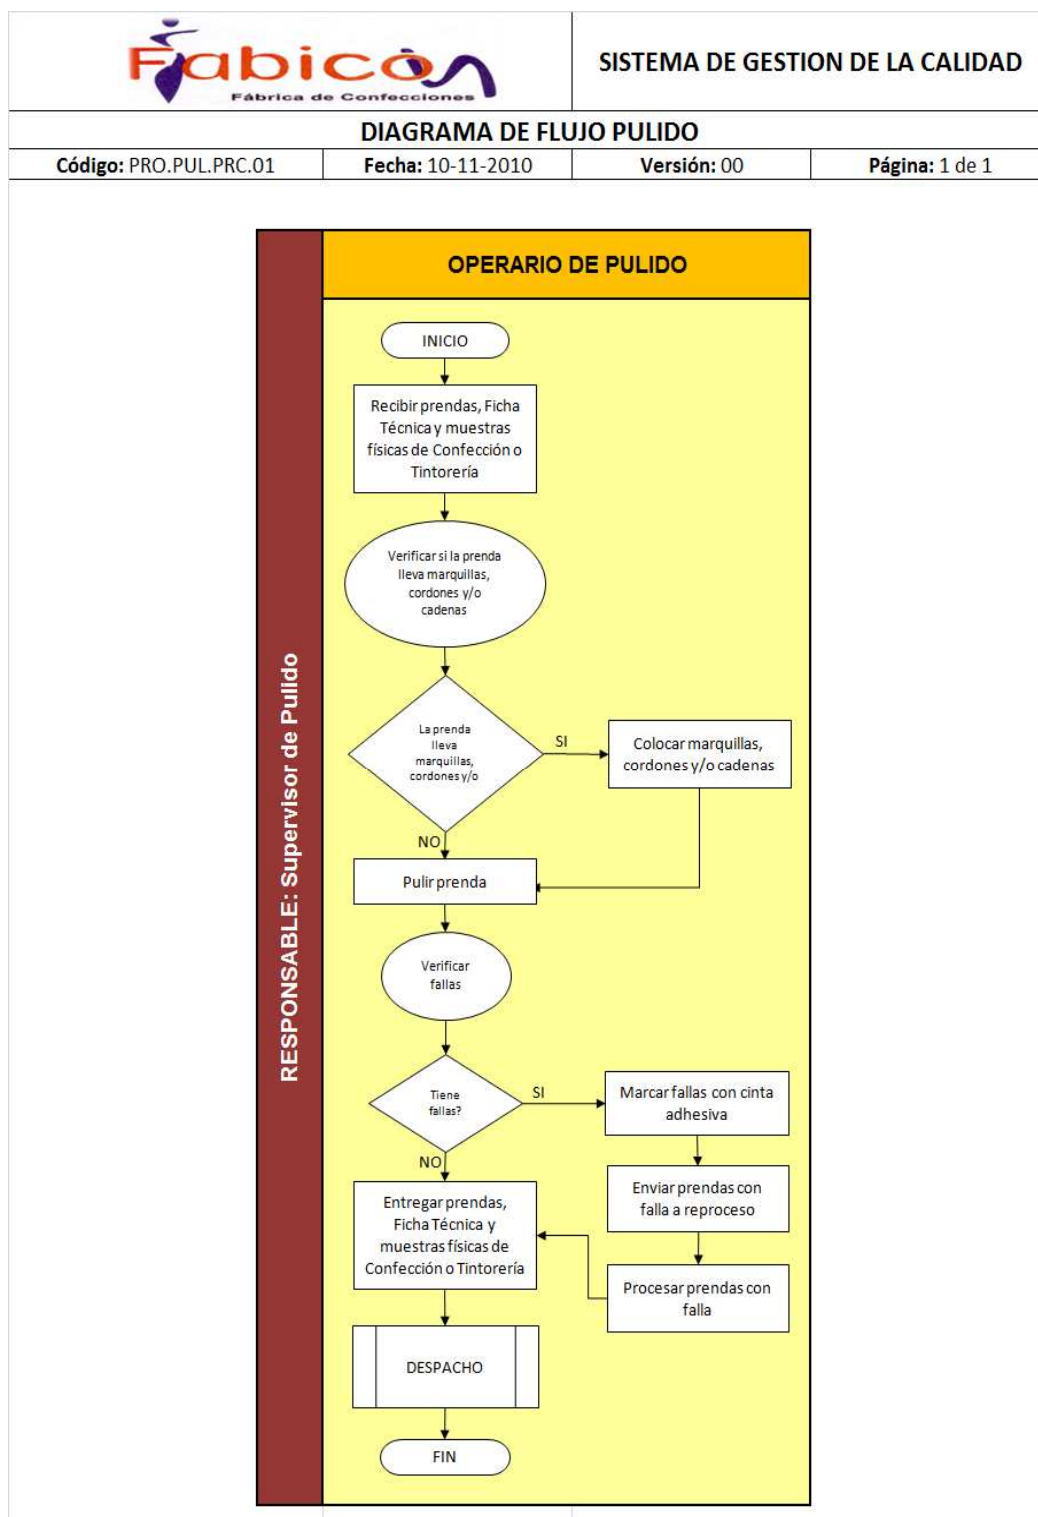 Fabicòn
Fábrica de Confecciones
SISTEMA DE GESTION DE LA CALIDAD
DIAGRAMA DE FLUJO PULIDO
Código: PRO.PUL.PRC.01
Fecha: 10-11-2010
Versión: 00
Página: 1 de 1
RESPONSABLE: Supervisor de Pulido
OPERARIO DE PULIDO
INICIO
Recibir prendas, Ficha
Técnica y muestras
físicas de Confección o
Tintorería
Verificar si la prenda
lleva marquillas,
cordones y/o
cadenas
La prenda
lleva
marquillas,
cordones y/o
SI
Colocar marquillas,
cordones y/o cadenas
NO
Pulir prenda
Verificar
fallas
Tiene
fallas?
SI
Marcar fallas con cinta
adhesiva
NO
Enviar prendas con
falla a reproceso
Entregar prendas,
Ficha Técnica y
muestras físicas de
Confección o Tintorería
Procesar prendas con
falla
DESPACHO
FIN